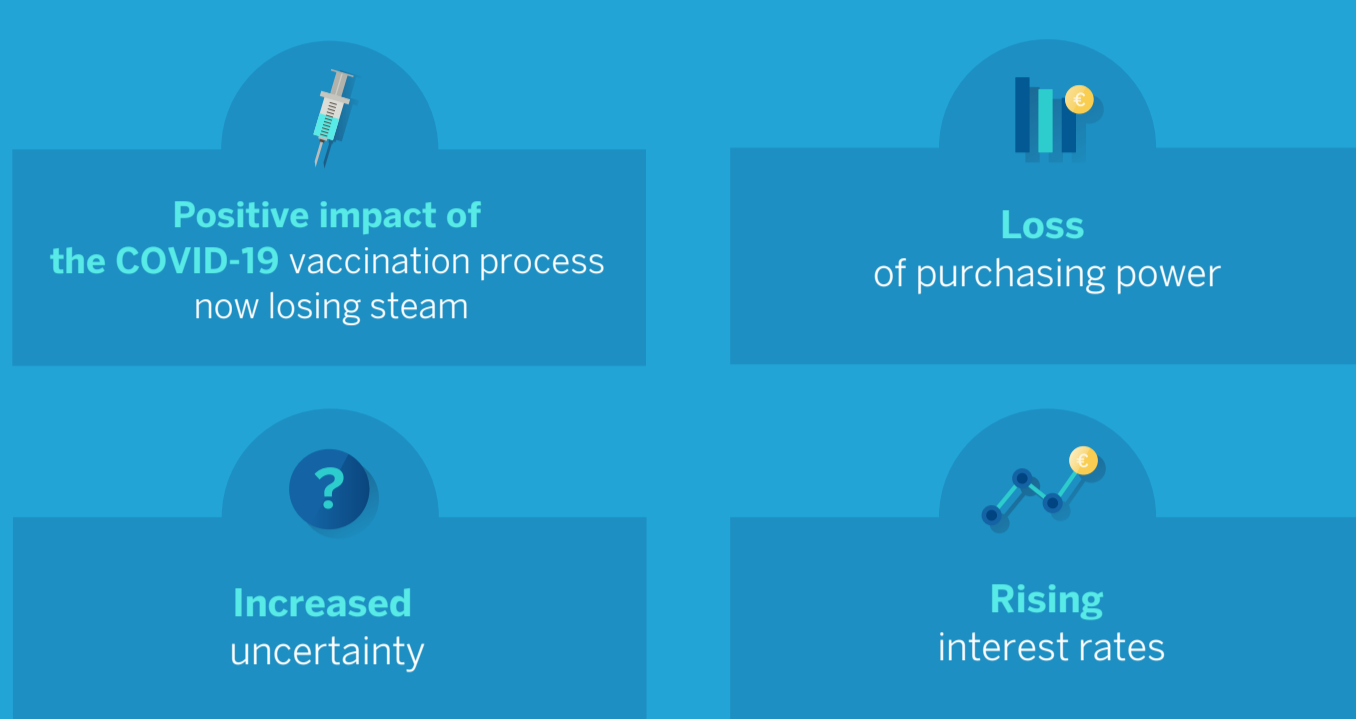 Positive impact of
the COVID-19 vaccination process
now losing steam
€
Loss
of purchasing power
?
Increased
uncertainty
€
Rising
interest rates